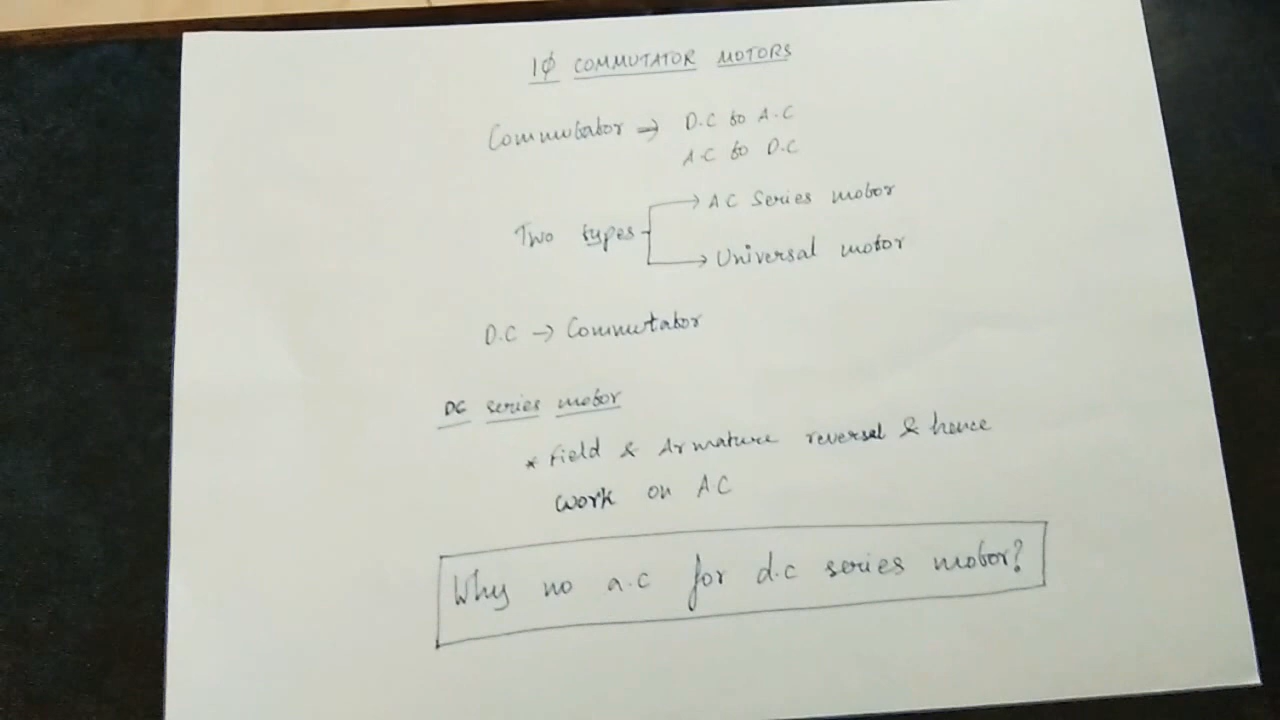 1φ COMMUTATOR MOTORS
Commutator → D.C to A.C
A.C to D.C
Two types → AC Series motor
→ Universal motor
D.C → Commutator
DC series motor
* Field & Armature reversal & hence
work on AC
Why no a.c for d.c series motor?